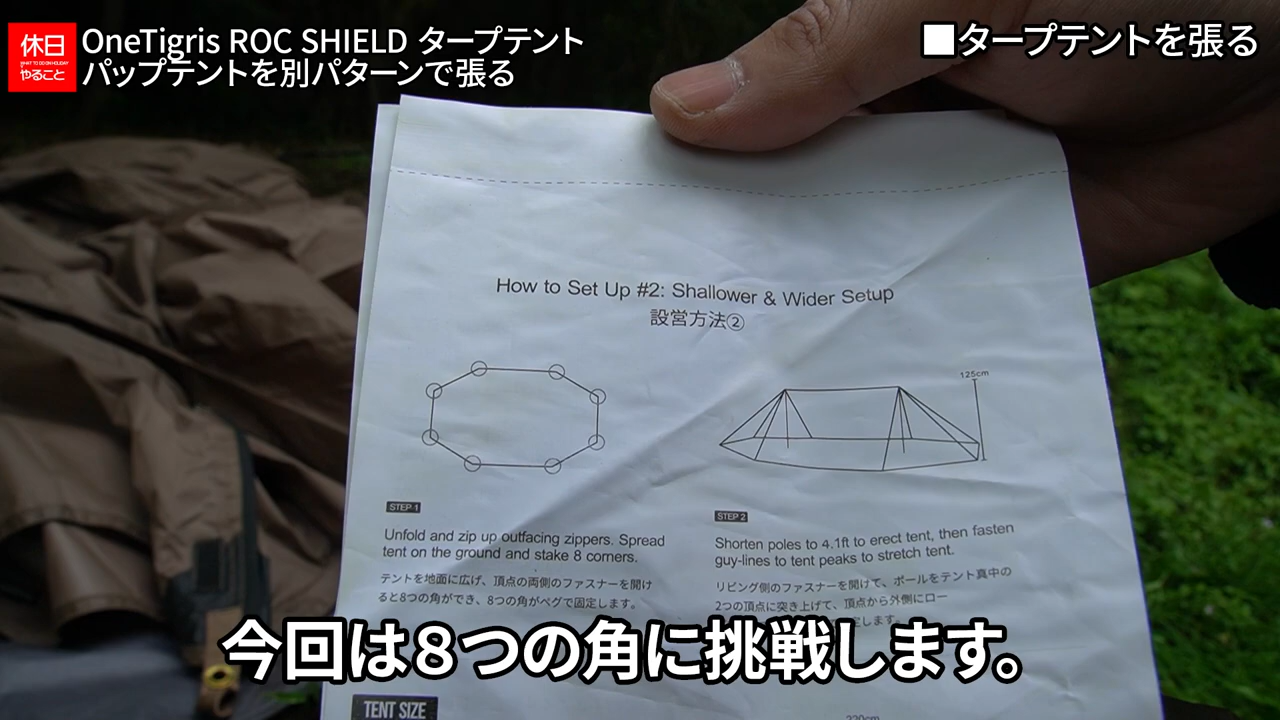 休日
WHAT TO DO ON HOLIDAY
やること
OneTigris ROC SHIELD タープテント
パップテントを別パターンで張る
■タープテントを張る
How to Set Up #2: Shallower & Wider Setup
設営方法②
125cm
STEP 1
Unfold and zip up outfacing zippers. Spread
tent on the ground and stake 8 corners.
テントを地面に広げ、頂点の両側のファスナーを開け
ると8つの角ができ、8つの角がペグで固定します。
STEP 2
Shorten poles to 4.1ft to erect tent, then fasten
guy-lines to tent peaks to stretch tent.
リビング側のファスナーを開けて、ポールをテント真中の
2つの頂点に突き上げて、頂点から外側にロー
定します。
今回は８つの角に挑戦します。
TENT SIZE
220cm